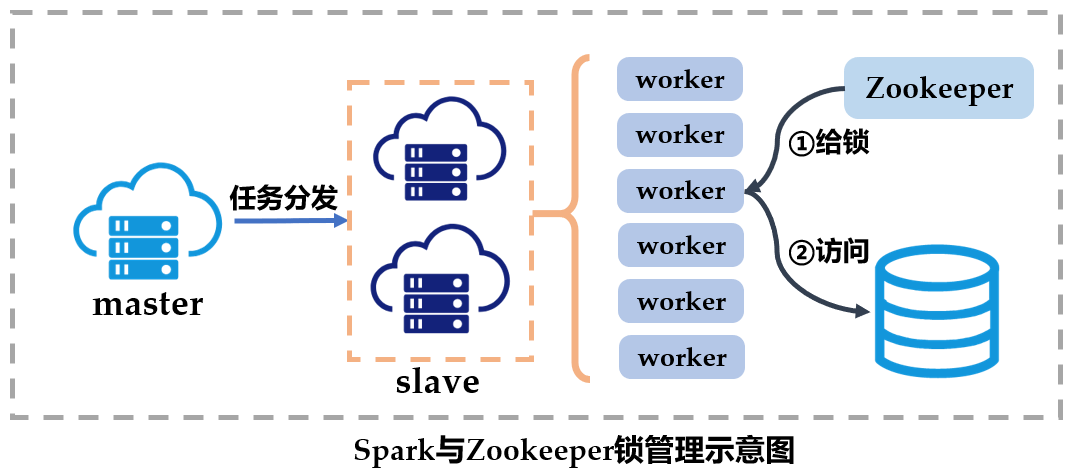 master
任务分发
slave
worker
worker
worker
worker
worker
worker
Zookeeper
①给锁
②访问
Spark与Zookeeper锁管理示意图